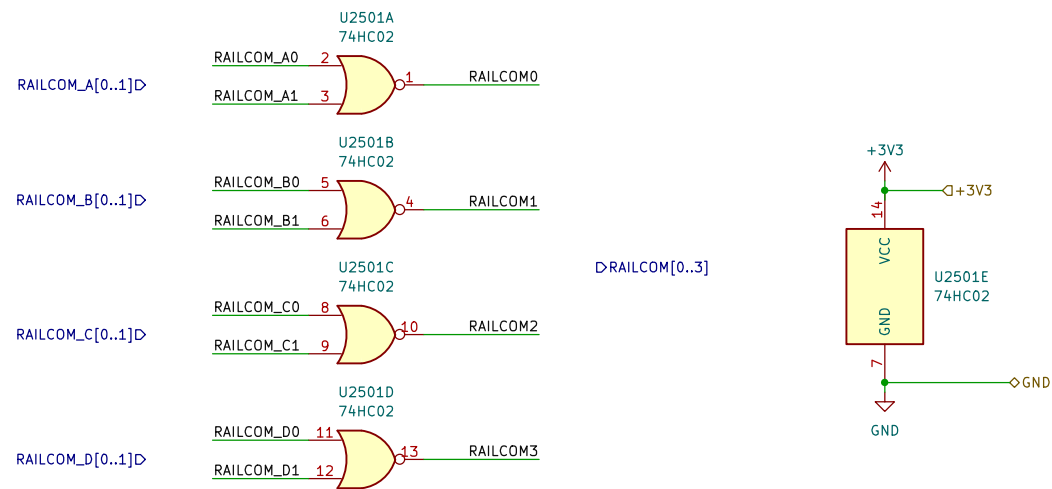 U2501A
74HC02
RAILCOM_A[0..1]
RAILCOM_A0
2
RAILCOM_A1
3
1
RAILCOM0
U2501B
74HC02
RAILCOM_B[0..1]
RAILCOM_B0
5
RAILCOM_B1
6
4
RAILCOM1
U2501C
74HC02
RAILCOM_C[0..1]
RAILCOM_C0
8
RAILCOM_C1
9
10
RAILCOM2
U2501D
74HC02
RAILCOM_D[0..1]
RAILCOM_D0
11
RAILCOM_D1
12
13
RAILCOM3
RAILCOM[0..3]
+3V3
+3V3
14
VCC
U2501E
74HC02
GND
7
GND
GND